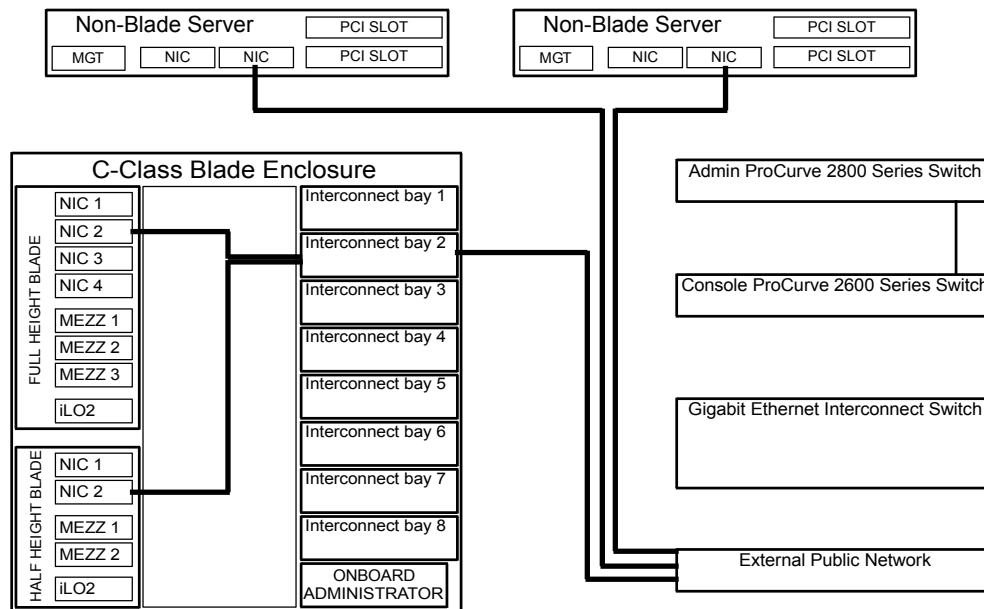 Non-Blade Server
PCI SLOT
MGT
NIC
NIC
PCI SLOT
Non-Blade Server
PCI SLOT
MGT
NIC
NIC
PCI SLOT
C-Class Blade Enclosure
FULL HEIGHT BLADE
NIC 1
NIC 2
NIC 3
NIC 4
MEZZ 1
MEZZ 2
MEZZ 3
iLO2
HALF HEIGHT BLADE
NIC 1
NIC 2
MEZZ 1
MEZZ 2
iLO2
Interconnect bay 1
Interconnect bay 2
Interconnect bay 3
Interconnect bay 4
Interconnect bay 5
Interconnect bay 6
Interconnect bay 7
Interconnect bay 8
ONBOARD
ADMINISTRATOR
Admin ProCurve 2800 Series Switch
Console ProCurve 2600 Series Switch
Gigabit Ethernet Interconnect Switch
External Public Network